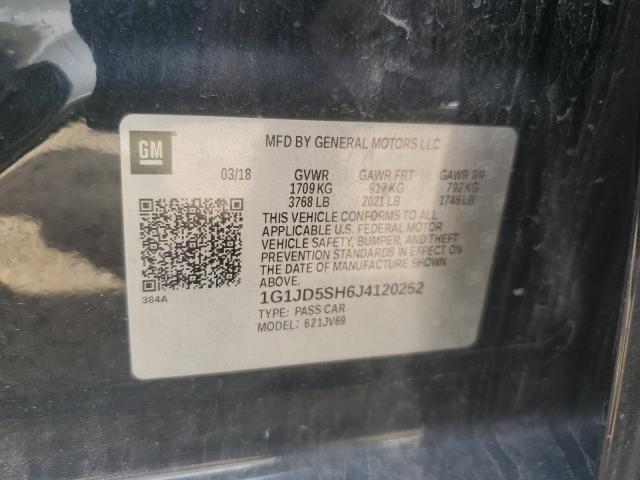 GM
MFD BY GENERAL MOTORS LLC
03/18 GVWR GAWR FRT GAWR RR
1709 KG 917 KG 792 KG
3768 LB 2021 LB 1746 LB
THIS VEHICLE CONFORMS TO ALL
APPLICABLE U.S. FEDERAL MOTOR
VEHICLE SAFETY, BUMPER, AND THEFT
PREVENTION STANDARDS IN EFFECT ON
THE DATE OF MANUFACTURE SHOWN
ABOVE.
384A
1G1JD5SH6J4120252
TYPE: PASS CAR
MODEL: 621JV69